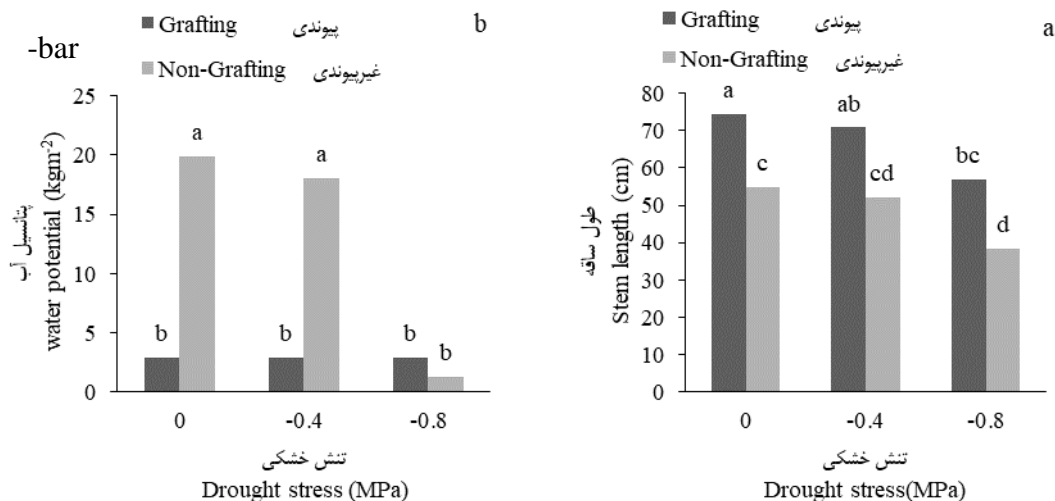 Grafting پیوندی
b
-bar
Non-Grafting غیرپیوندی
پتانسیل آب
water potential (kgm-2)
25
20
15
10
5
0
a
a
b
b
b
b
0
-0.4
-0.8
تنش خشکی
Drought stress (MPa)
Grafting پیوندی
a
Non-Grafting غیرپیوندی
طول ساقه
Stem length (cm)
80
70
60
50
40
30
20
10
0
a
ab
bc
c
cd
d
0
-0.4
-0.8
تنش خشکی
Drought stress(MPa)